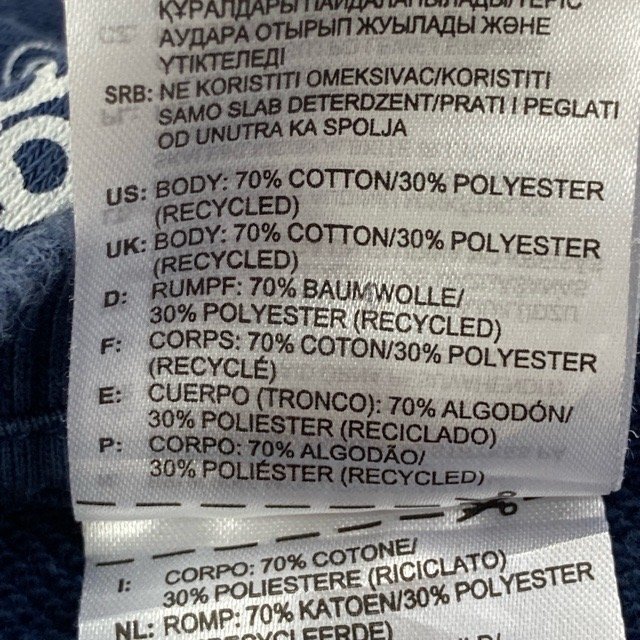 ҚҰРАЛДАРЫ ПАЙДАЛАНЫЛАДЫ/ТЕРІС
АУДАРА ОТЫРЫП ЖУЫЛАДЫ ЖӘНЕ
ҮТІКТЕЛЕДІ
SRB: NE KORISTITI OMEKSIVAC/KORISTITI
SAMO SLAB DETERDZENT/PRATI I PEGLATI
OD UNUTRA KA SPOLJA
US: BODY: 70% COTTON/30% POLYESTER
(RECYCLED)
UK: BODY: 70% COTTON/30% POLYESTER
(RECYCLED)
D: RUMPF: 70% BAUMWOLLE/
30% POLYESTER (RECYCLED)
F: CORPS: 70% COTON/30% POLYESTER
(RECYCLÉ)
E: CUERPO (TRONCO): 70% ALGODÓN/
30% POLIESTER (RECICLADO)
P: CORPO: 70% ALGODÃO/
30% POLIÉSTER (RECYCLED)
I: CORPO: 70% COTONE/
30% POLIESTERE (RICICLATO)
NL: ROMP: 70% KATOEN/30% POLYESTER
(RECYCLEERDE)